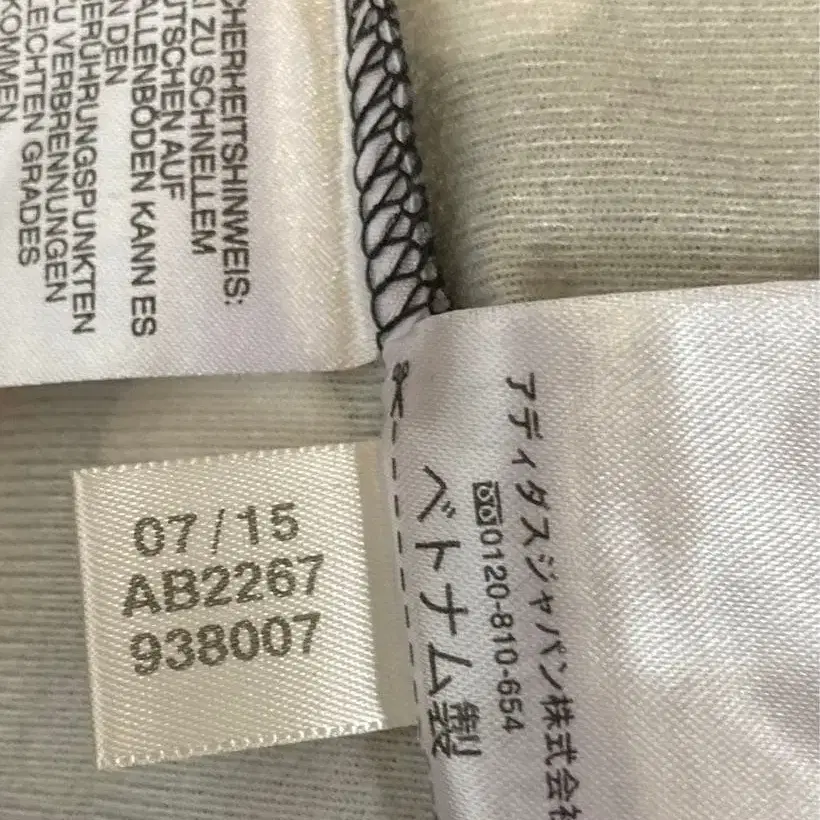 CHERHEITSHINWEIS:
ZU SCHNELLEM
UTSCHEN AUF
ALLENBÖDEN KANN ES
N DEN
ERÜHRUNGSPUNKTEN
ZU VERBRENNUNGEN
LEICHTEN GRADES
KOMMEN
07/15
AB2267
938007
アディダスジャパン株式会社
0120-810-654
ベトナム製